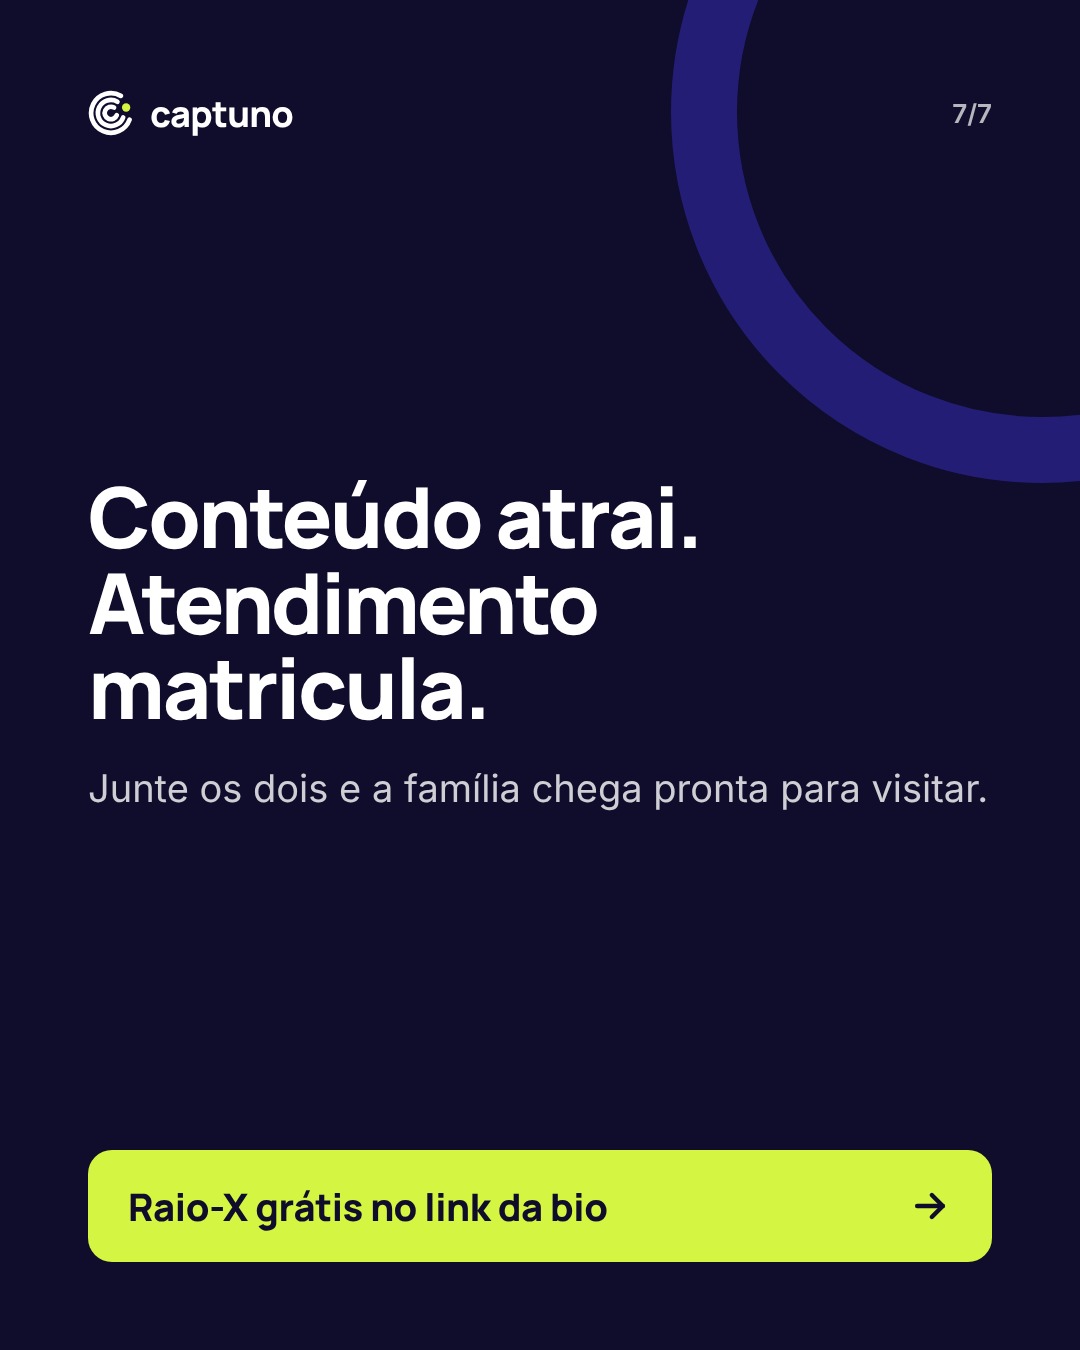 captuno
7/7
Conteúdo atrai.
Atendimento
matricula.
Junte os dois e a família chega pronta para visitar.
Raio-X grátis no link da bio